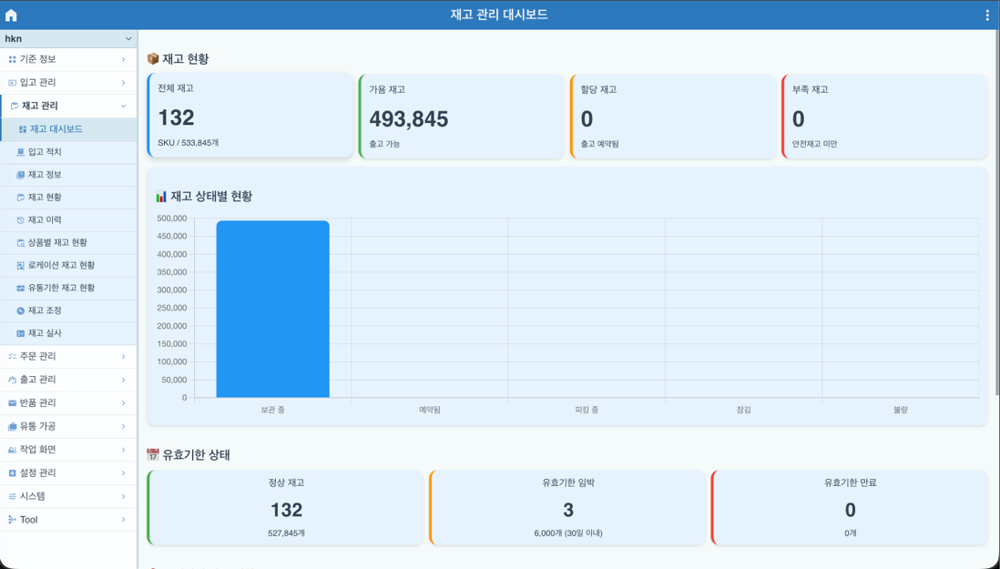 재고 관리 대시보드
hkn
기준 정보
입고 관리
재고 관리
재고 대시보드
입고 적치
재고 정보
재고 현황
재고 이력
상품별 재고 현황
로케이션 재고 현황
유통기한 재고 현황
재고 조정
재고 실사
주문 관리
출고 관리
반품 관리
유통 가공
작업 화면
설정 관리
시스템
Tool
재고 현황
전체 재고
132
SKU / 533,845개
가용 재고
493,845
출고 가능
할당 재고
0
출고 예약됨
부족 재고
0
안전재고 미만
재고 상태별 현황
500,000
450,000
400,000
350,000
300,000
250,000
200,000
150,000
100,000
50,000
0
보관 중
예약됨
피킹 중
잠김
불량
17
유효기한 상태
정상 재고
132
527,845개
유효기한 임박
3
6,000개 (30일 이내)
유효기한 만료
0
0개